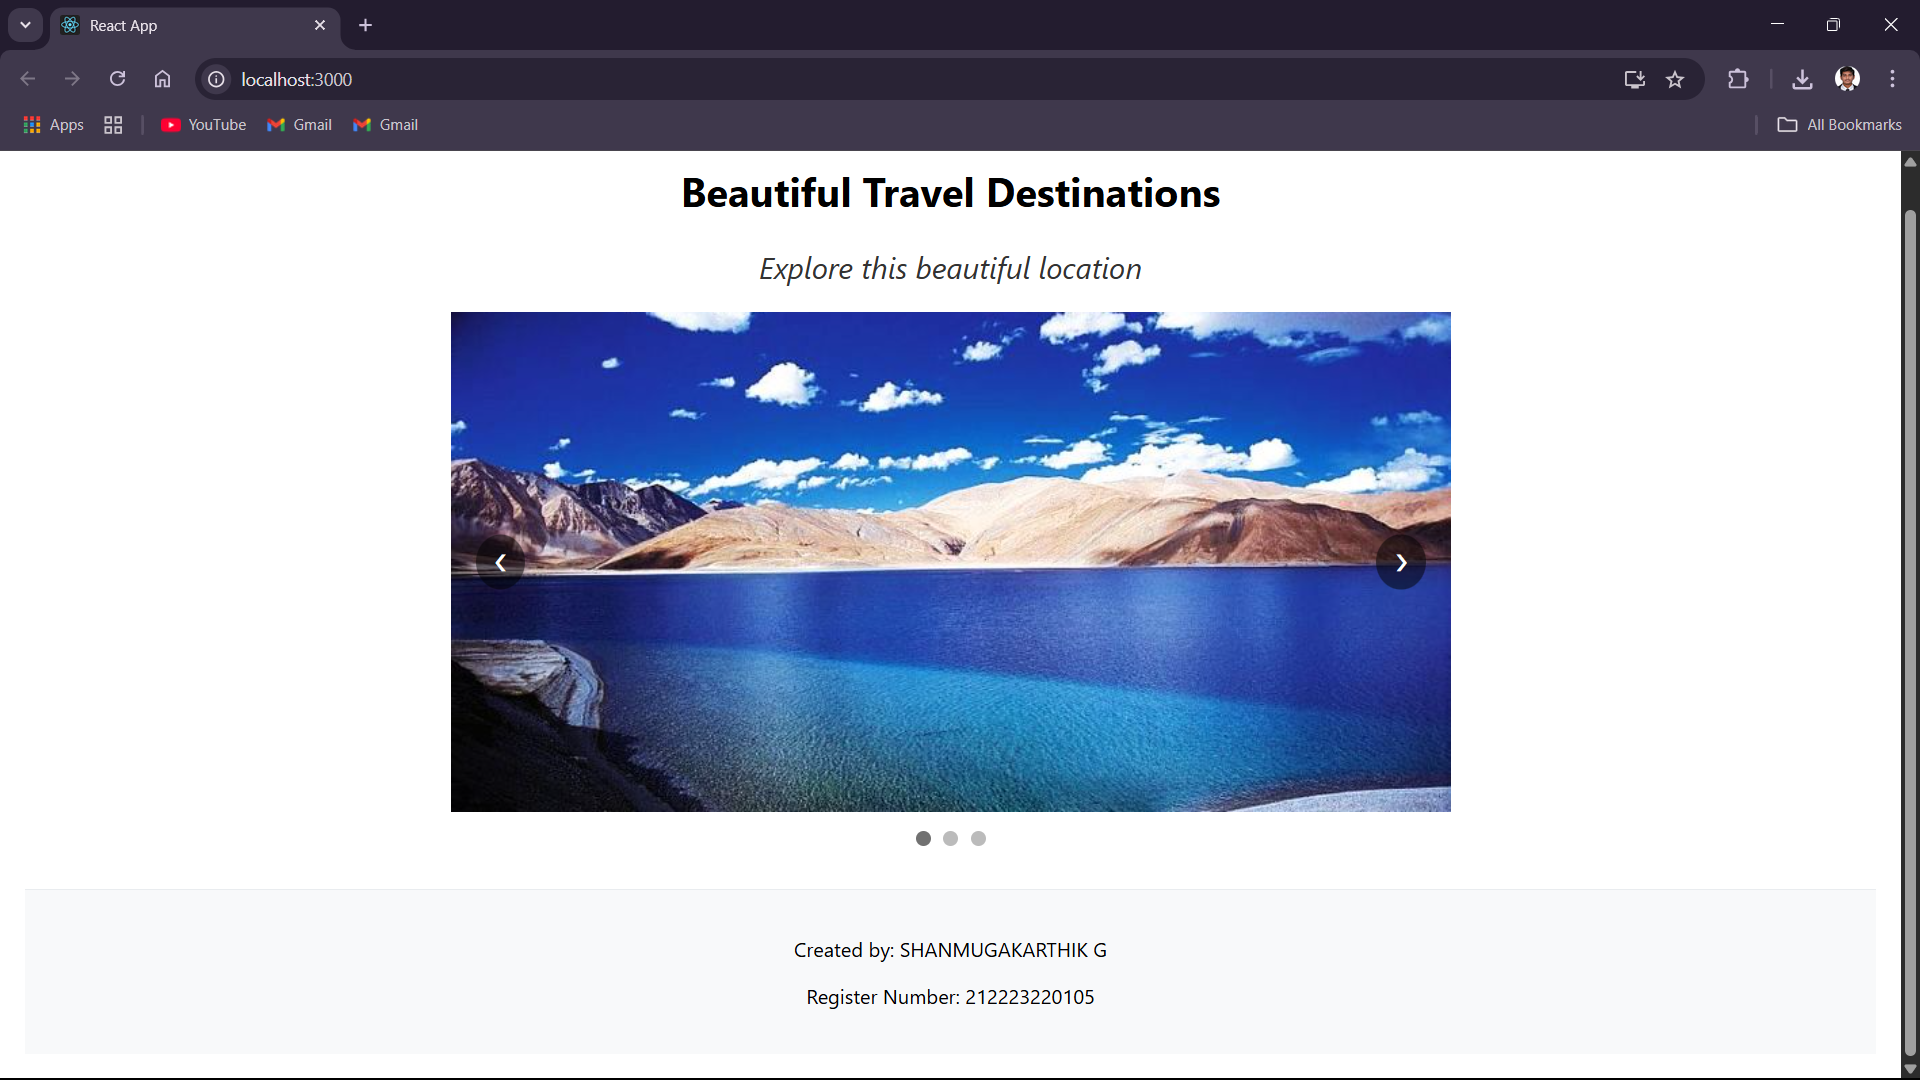 React App
localhost:3000
Apps YouTube Gmail Gmail All Bookmarks
Beautiful Travel Destinations
Explore this beautiful location
❮ ❯
Created by: SHANMUGAKARTHIK G
Register Number: 212223220105